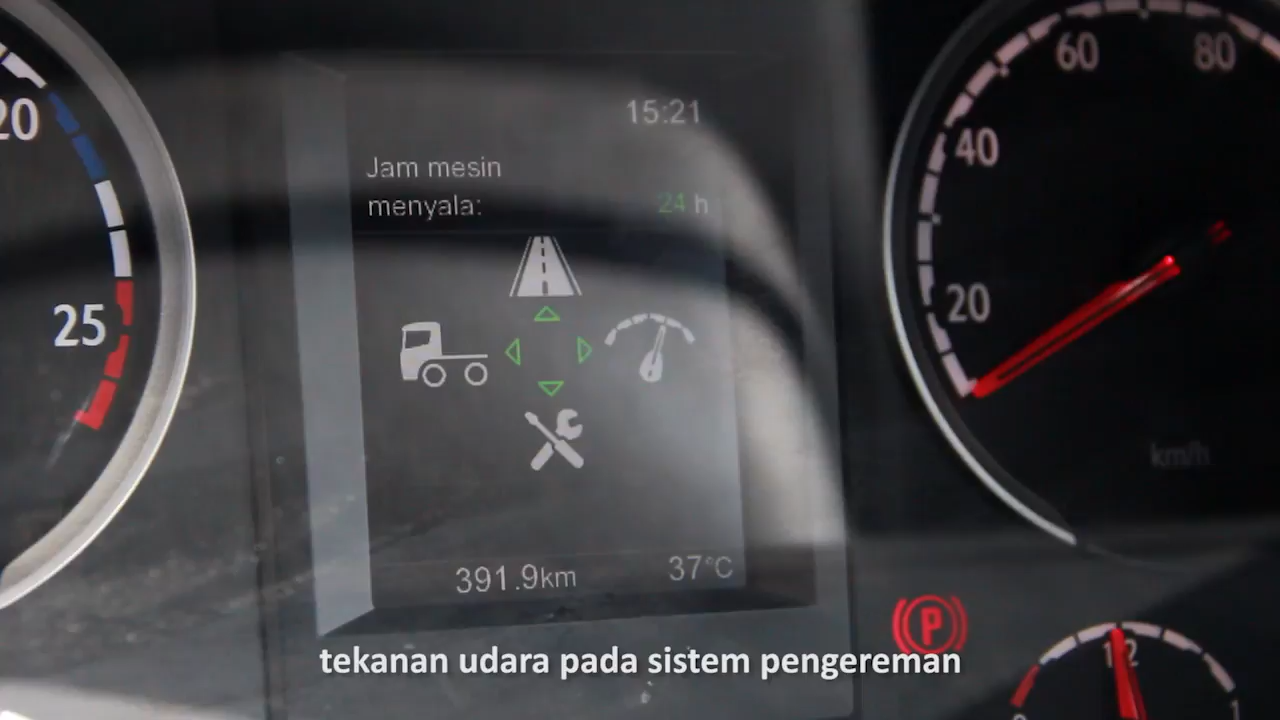 15:21
Jam mesin
menyala: 24 h
20
25
60
80
40
20
km/h
391.9km
37°C
P
12
tekanan udara pada sistem pengereman